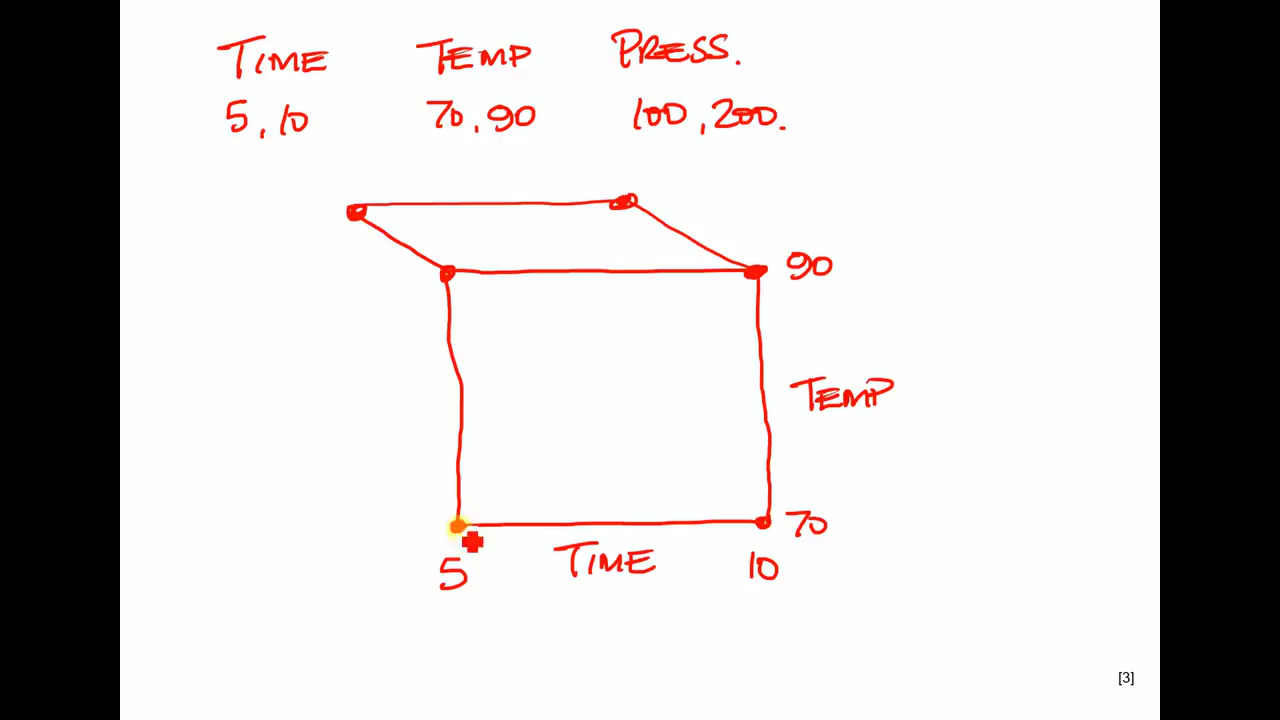 TIME TEMP PRESS.
5, 10 70, 90 100, 200.
90
TEMP
70
5 TIME 10
[3]